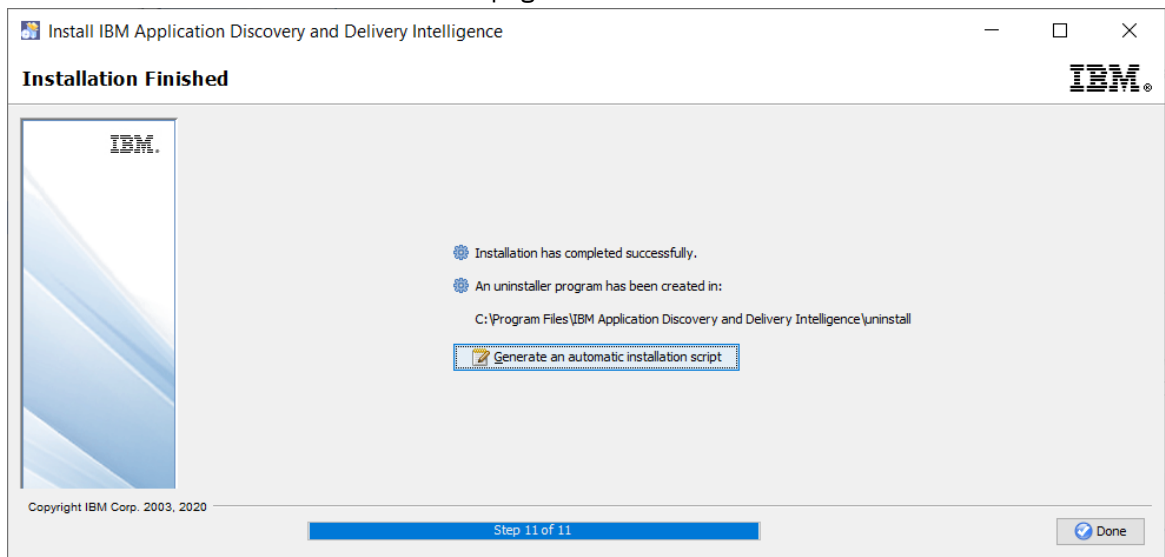 Install IBM Application Discovery and Delivery Intelligence
Installation Finished
IBM®
IBM.
Installation has completed successfully.
An uninstaller program has been created in:
C:\Program Files\IBM Application Discovery and Delivery Intelligence\uninstall
Generate an automatic installation script
Copyright IBM Corp. 2003, 2020
Step 11 of 11
Done